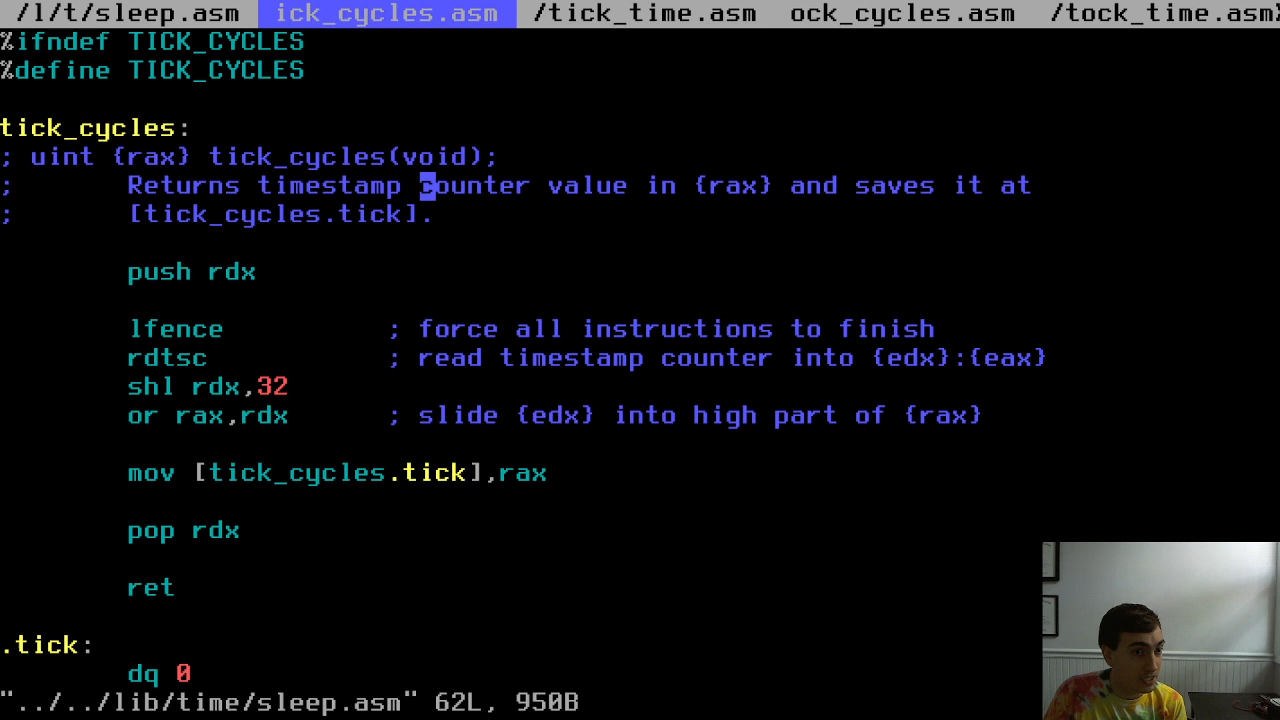 /l/t/sleep.asm  ick_cycles.asm  /tick_time.asm  ock_cycles.asm  /tock_time.asm
%ifndef TICK_CYCLES
%define TICK_CYCLES
tick_cycles:
; uint {rax} tick_cycles(void);
;       Returns timestamp counter value in {rax} and saves it at
;       [tick_cycles.tick].
push rdx
lfence          ; force all instructions to finish
rdtsc           ; read timestamp counter into {edx}:{eax}
shl rdx,32
or rax,rdx      ; slide {edx} into high part of {rax}
mov [tick_cycles.tick],rax
pop rdx
ret
.tick:
dq 0
"../../lib/time/sleep.asm" 62L, 950B